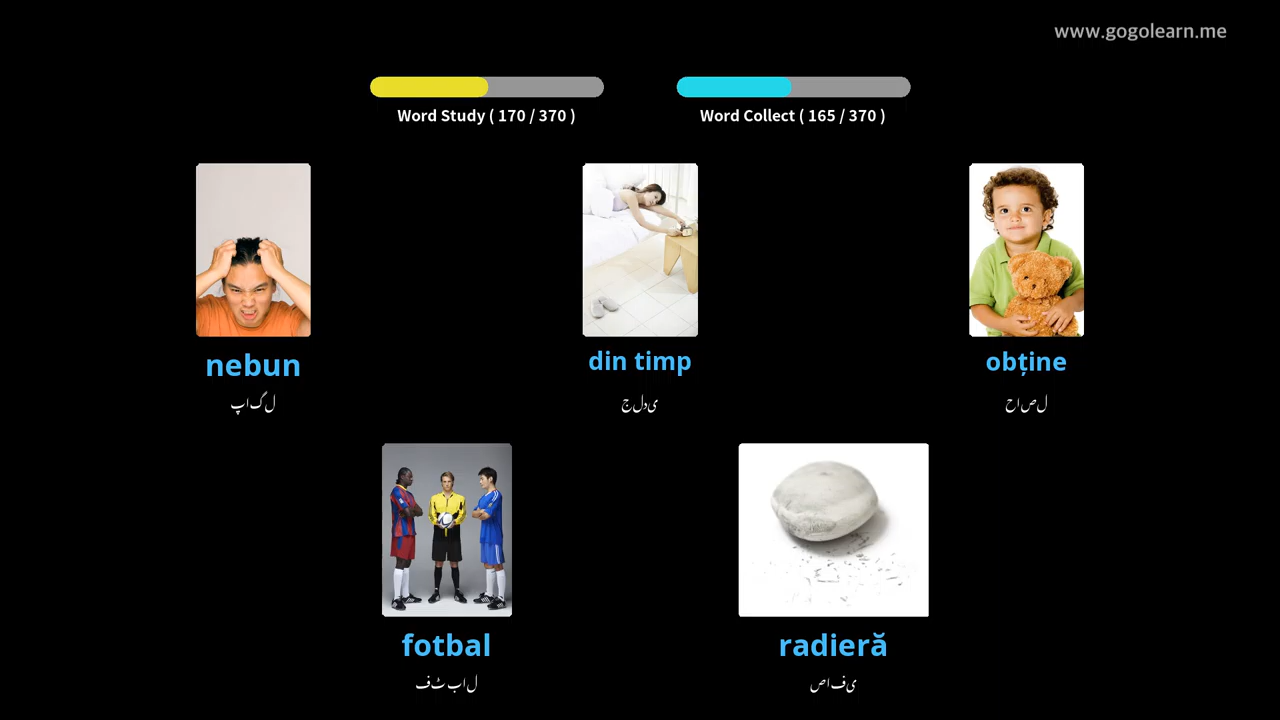 www.gogolearn.me
Word Study ( 170 / 370 )
Word Collect ( 165 / 370 )
nebun
پاگل
din timp
جلدی
obține
حاصل
fotbal
فٹبال
radieră
صافی